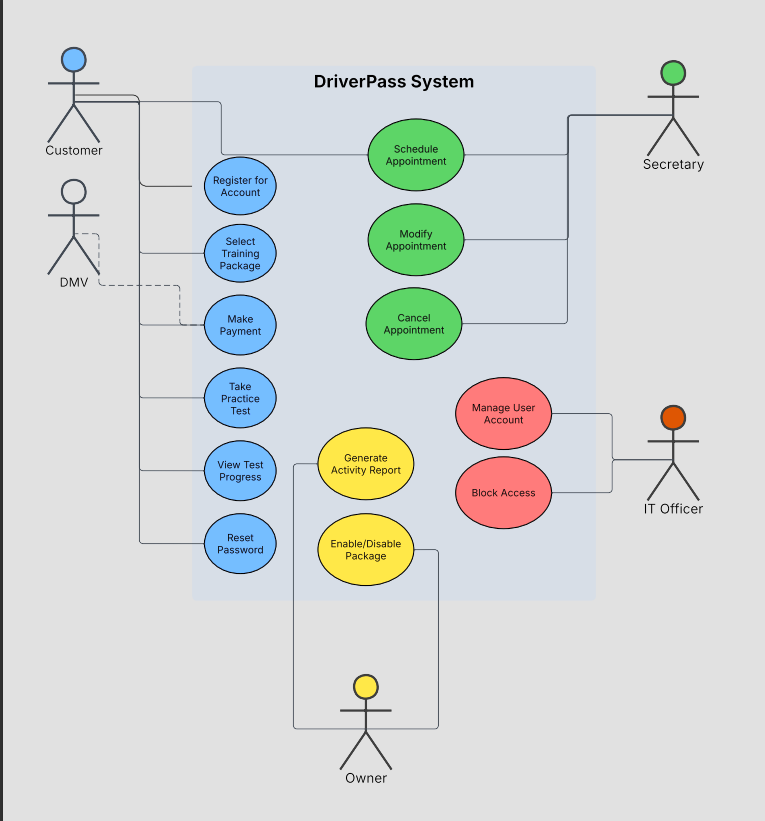 DriverPass System
Customer
Schedule
Appointment
Secretary
Register for
Account
Select
Training
Package
Modify
Appointment
DMV
Make
Payment
Cancel
Appointment
Take
Practice
Test
Manage User
Account
View Test
Progress
Generate
Activity Report
Block Access
IT Officer
Reset
Password
Enable/Disable
Package
Owner